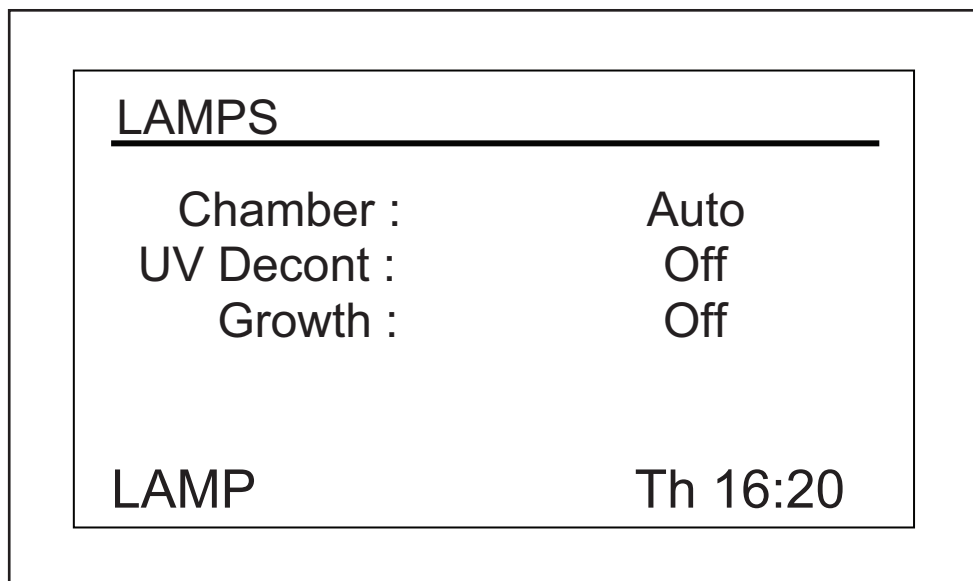 LAMPS
Chamber : Auto
UV Decont : Off
Growth : Off
LAMP Th 16:20